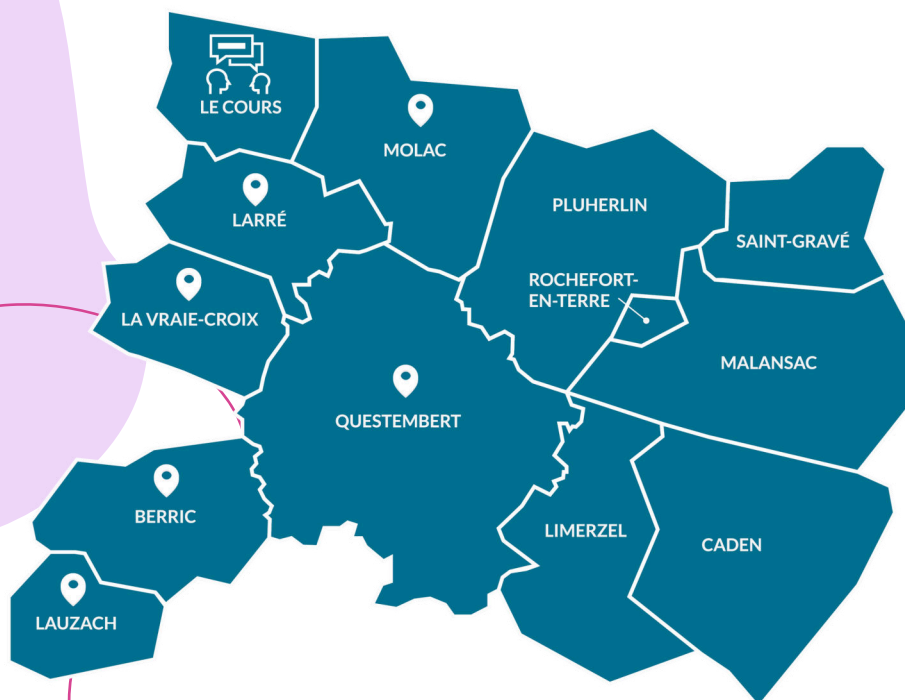 LE COURS
MOLAC
LARRÉ
PLUHERLIN
SAINT-GRAVÉ
ROCHEFORT-
EN-TERRE
LA VRAIE-CROIX
MALANSAC
QUESTEMBERT
BERRIC
LIMERZEL
CADEN
LAUZACH